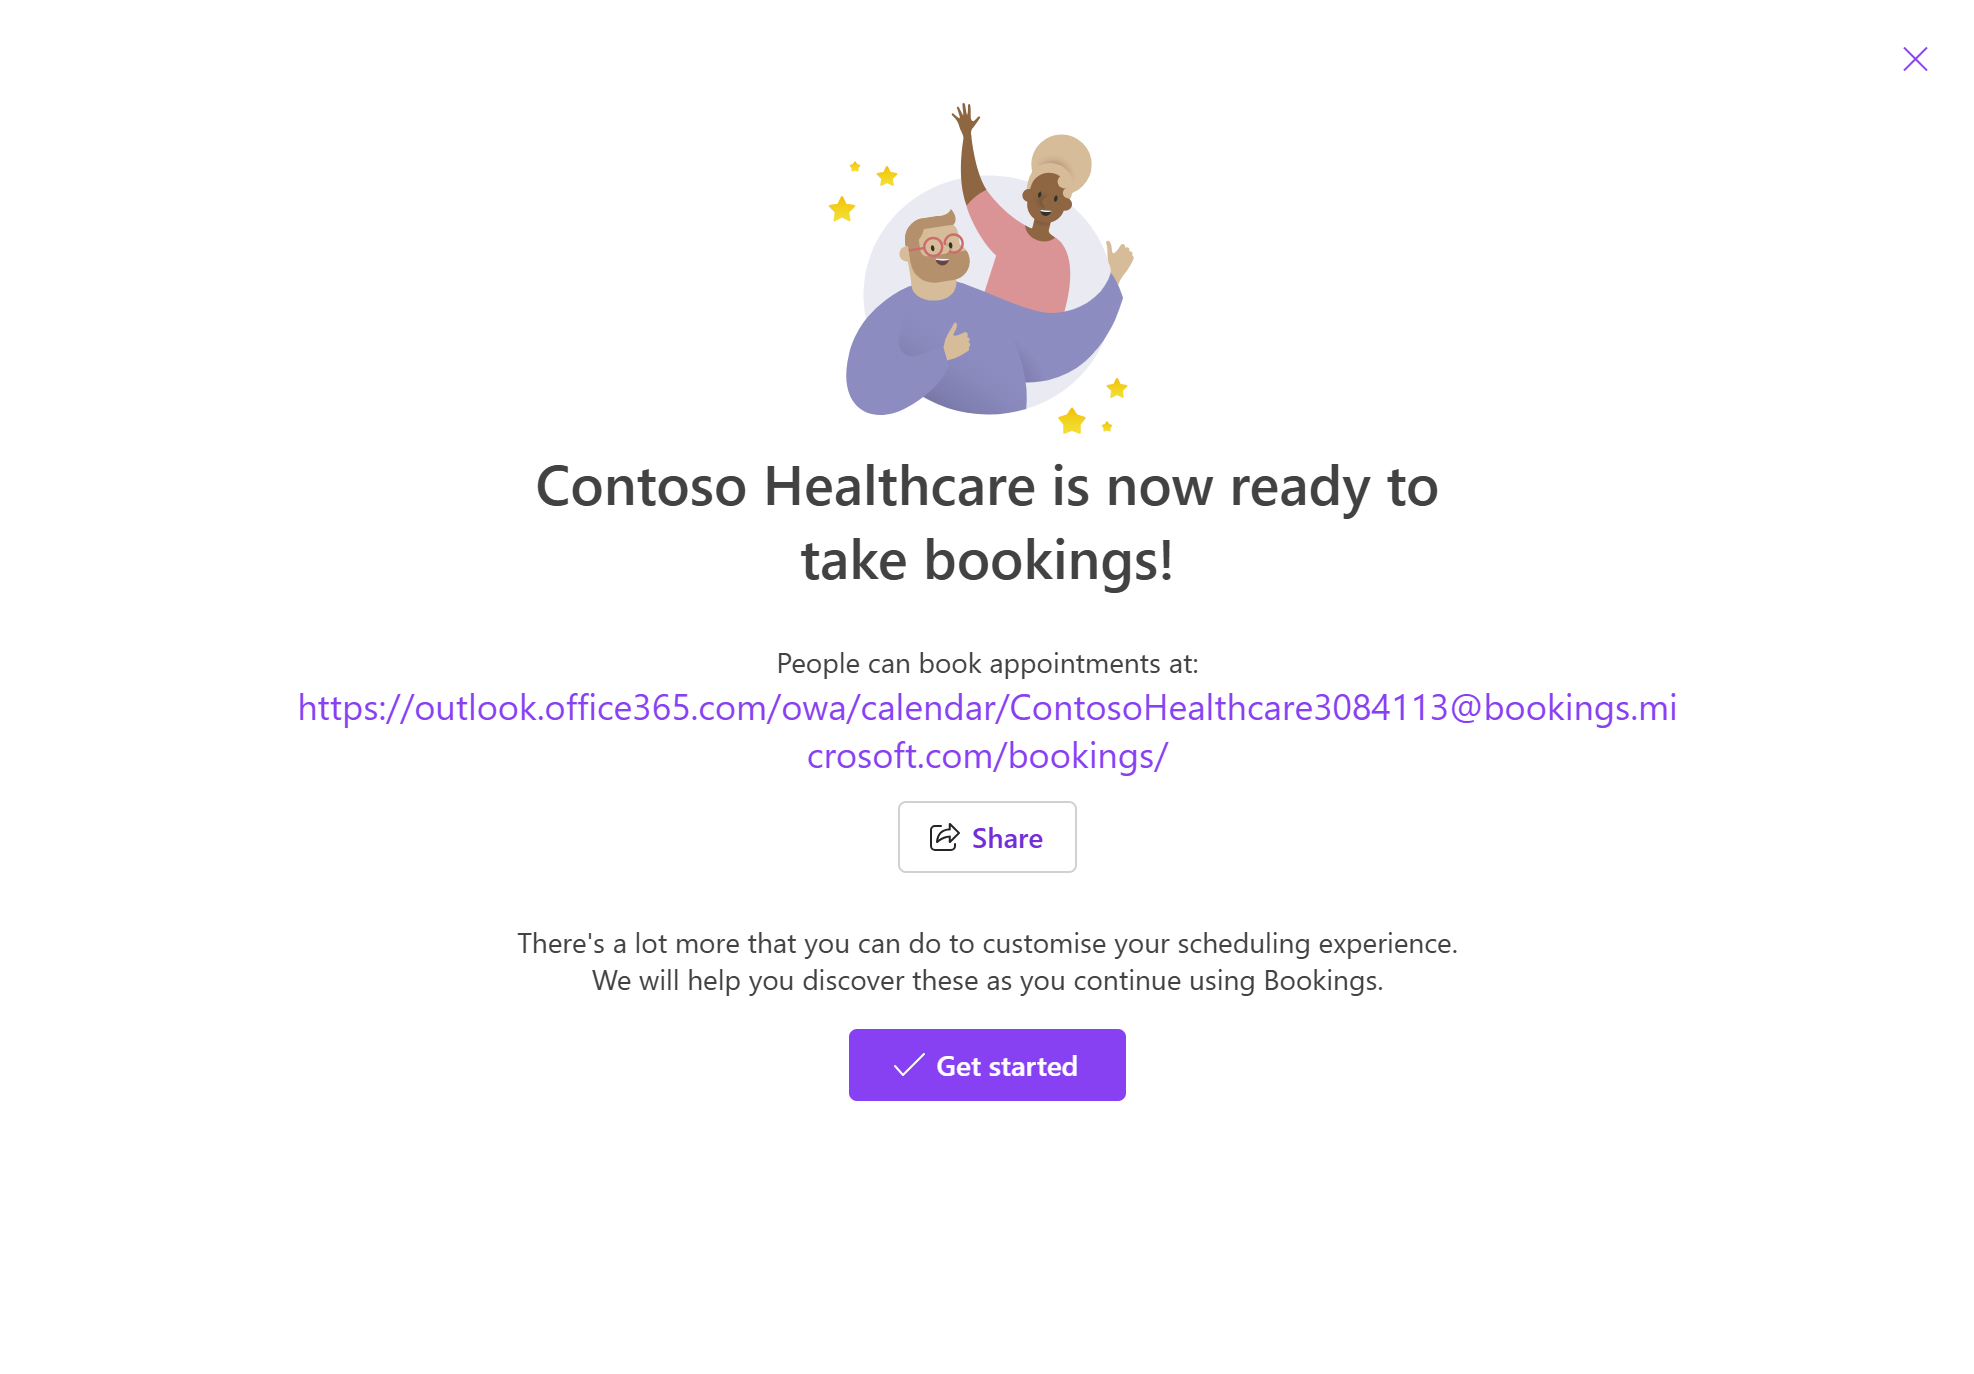 Contoso Healthcare is now ready to
take bookings!
People can book appointments at:
https://outlook.office365.com/owa/calendar/ContosoHealthcare3084113@bookings.mi
crosoft.com/bookings/
Share
There's a lot more that you can do to customise your scheduling experience.
We will help you discover these as you continue using Bookings.
Get started